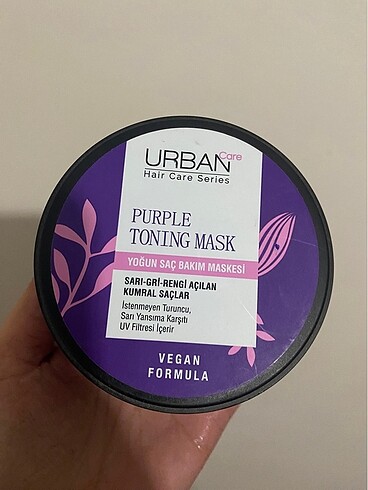 URBAN Care
Hair Care Series
PURPLE
TONING MASK
YOĞUN SAÇ BAKIM MASKESİ
SARI-GRİ-RENGİ AÇILAN
KUMRAL SAÇLAR
İstenmeyen Turuncu,
Sarı Yansıma Karşıtı
UV Filtresi İçerir
VEGAN
FORMULA